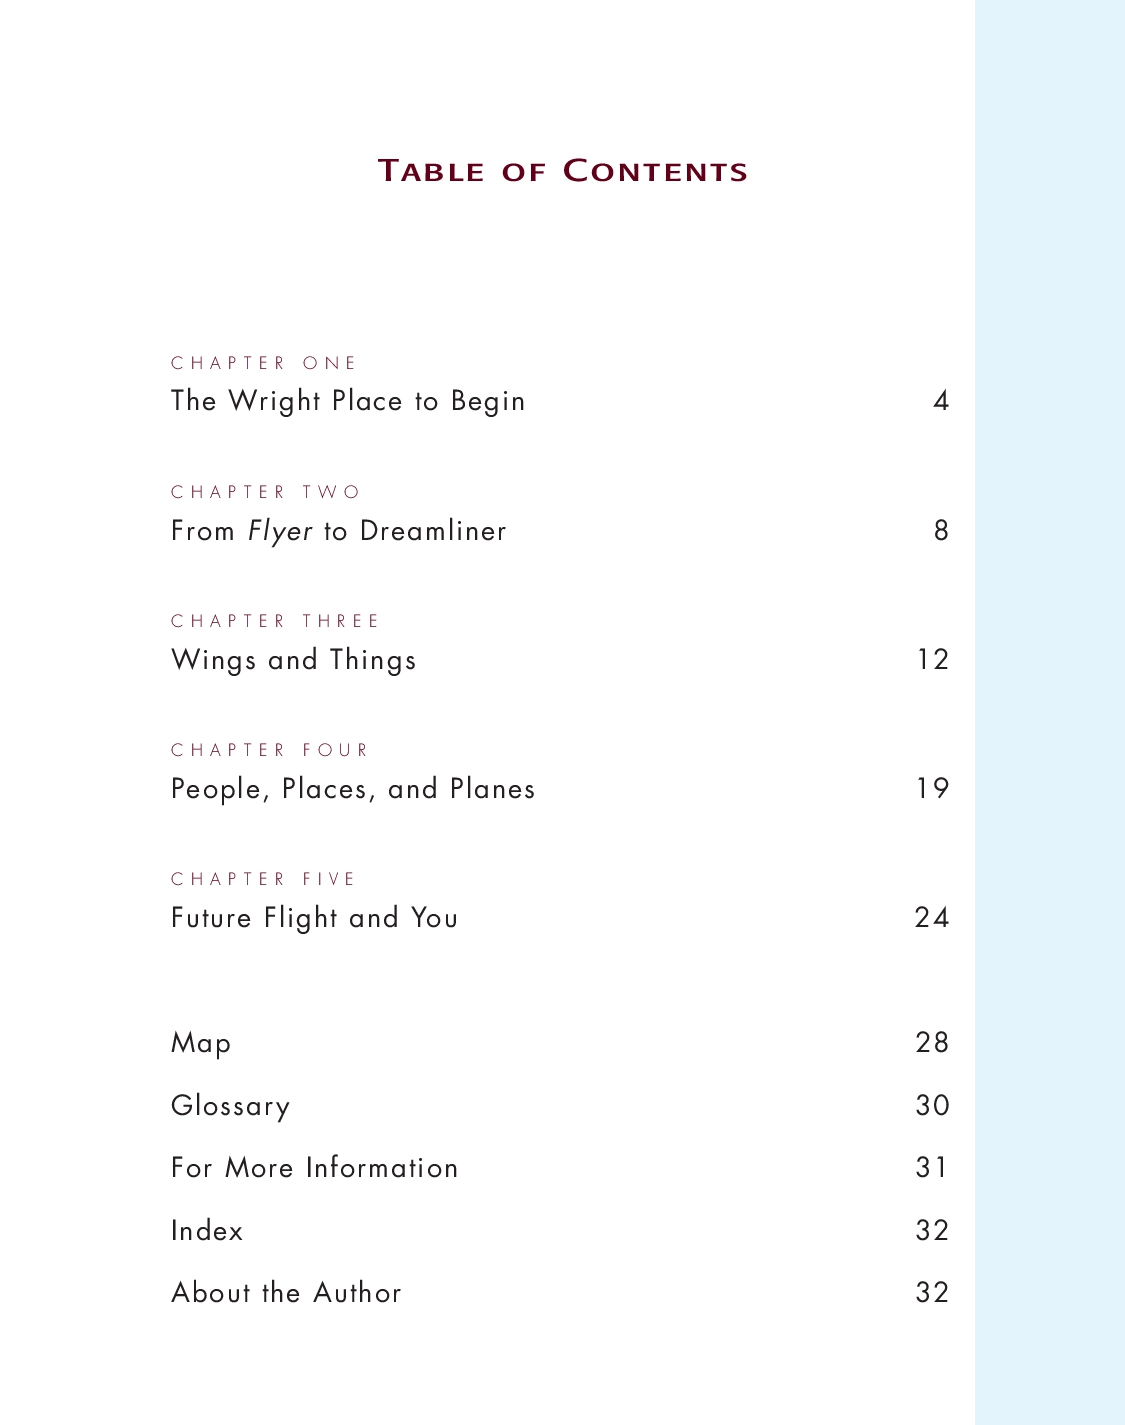 Table of Contents
CHAPTER ONE
The Wright Place to Begin 4
CHAPTER TWO
From Flyer to Dreamliner 8
CHAPTER THREE
Wings and Things 12
CHAPTER FOUR
People, Places, and Planes 19
CHAPTER FIVE
Future Flight and You 24
Map 28
Glossary 30
For More Information 31
Index 32
About the Author 32